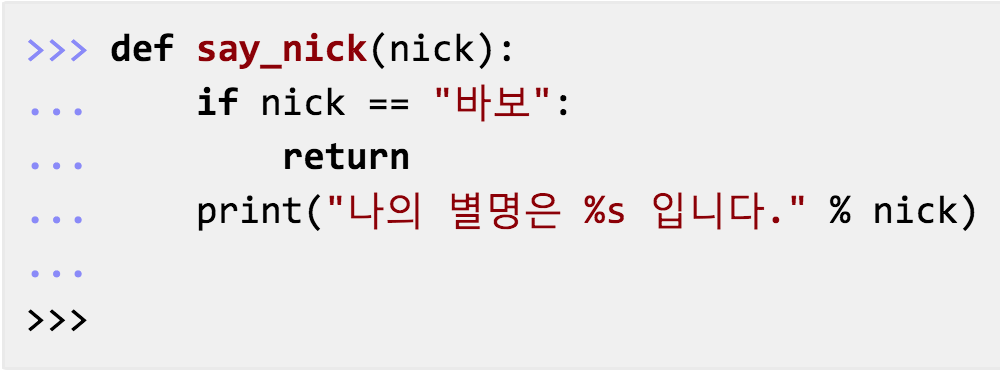 >>> def say_nick(nick):
...     if nick == "바보":
...         return
...     print("나의 별명은 %s 입니다." % nick)
...
>>>